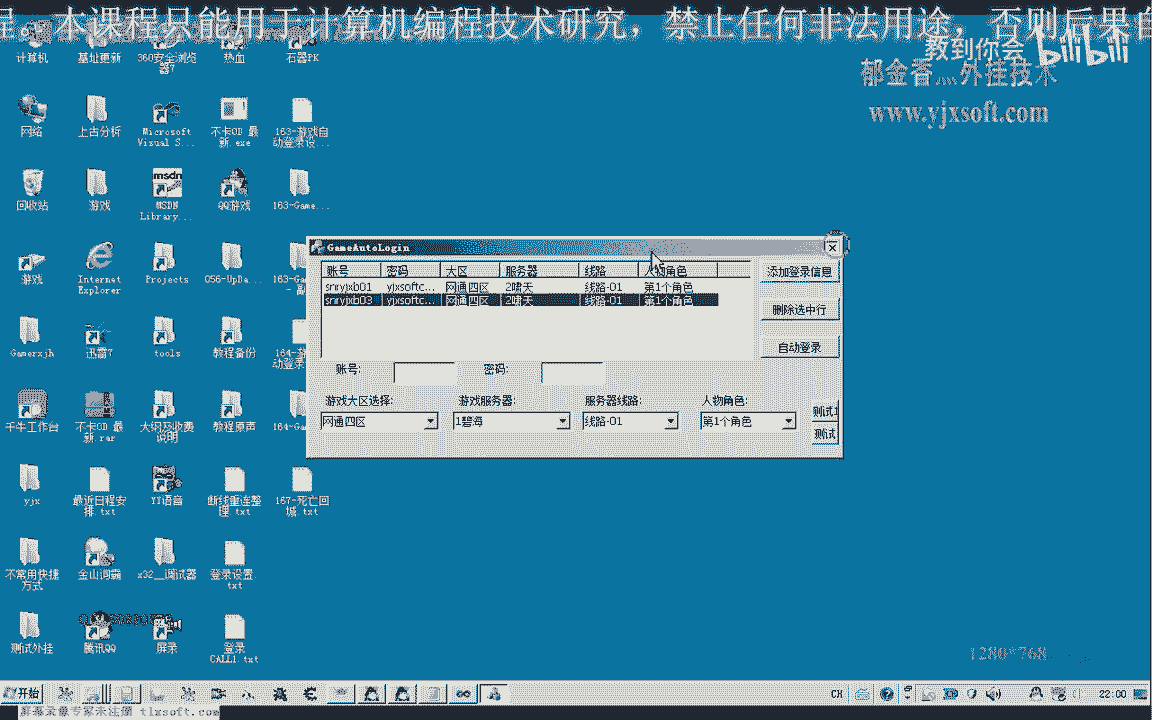 程。本课程只能用于计算机编程技术研究，禁止任何非法用途，否则后果自
教到你会
bilibili
郁金香灬外挂技术
www.yjxsoft.com
计算机
基址更新
360安全浏览器7
热血
石器PK
网络
上古分析
Microsoft Visual S...
不卡OD 最新.exe
163-游戏自动登录设...
回收站
游戏
msdn
MSDN Library...
QQ游戏
163-Game...
游戏
Internet Explorer
Projects
056-UpDa...
163-Ga
- 副
Gamerxjh
迅雷7
tools
教程备份
164-游
动登录
千牛工作台
不卡OD 最新.rar
大纲及收费说明
教程原声
164-Ga
yjx
最近日程安排.txt
YY语音
断线重连整理.txt
167-死亡回城.txt
不常用快捷方式
金山词霸
x32__调试器
登录设置.txt
测试外挂
腾讯QQ
屏录
登录CALL1.txt
GameAutoLogin
账号 密码 大区 服务器 线路 人物角色
snryjxb01 yjxsoftc... 网通四区 2啸天 线路-01 第1个角色
snryjxb03 yjxsoftc... 网通四区 2啸天 线路-01 第1个角色
添加登录信息
删除选中行
自动登录
账号:
密码:
游戏大区选择:
游戏服务器:
服务器线路:
人物角色:
网通四区
1碧海
线路-01
第1个角色
测试1
测试
1280*768
开始
CH
22:00
屏幕录像专家未注册 tlxsoft.com